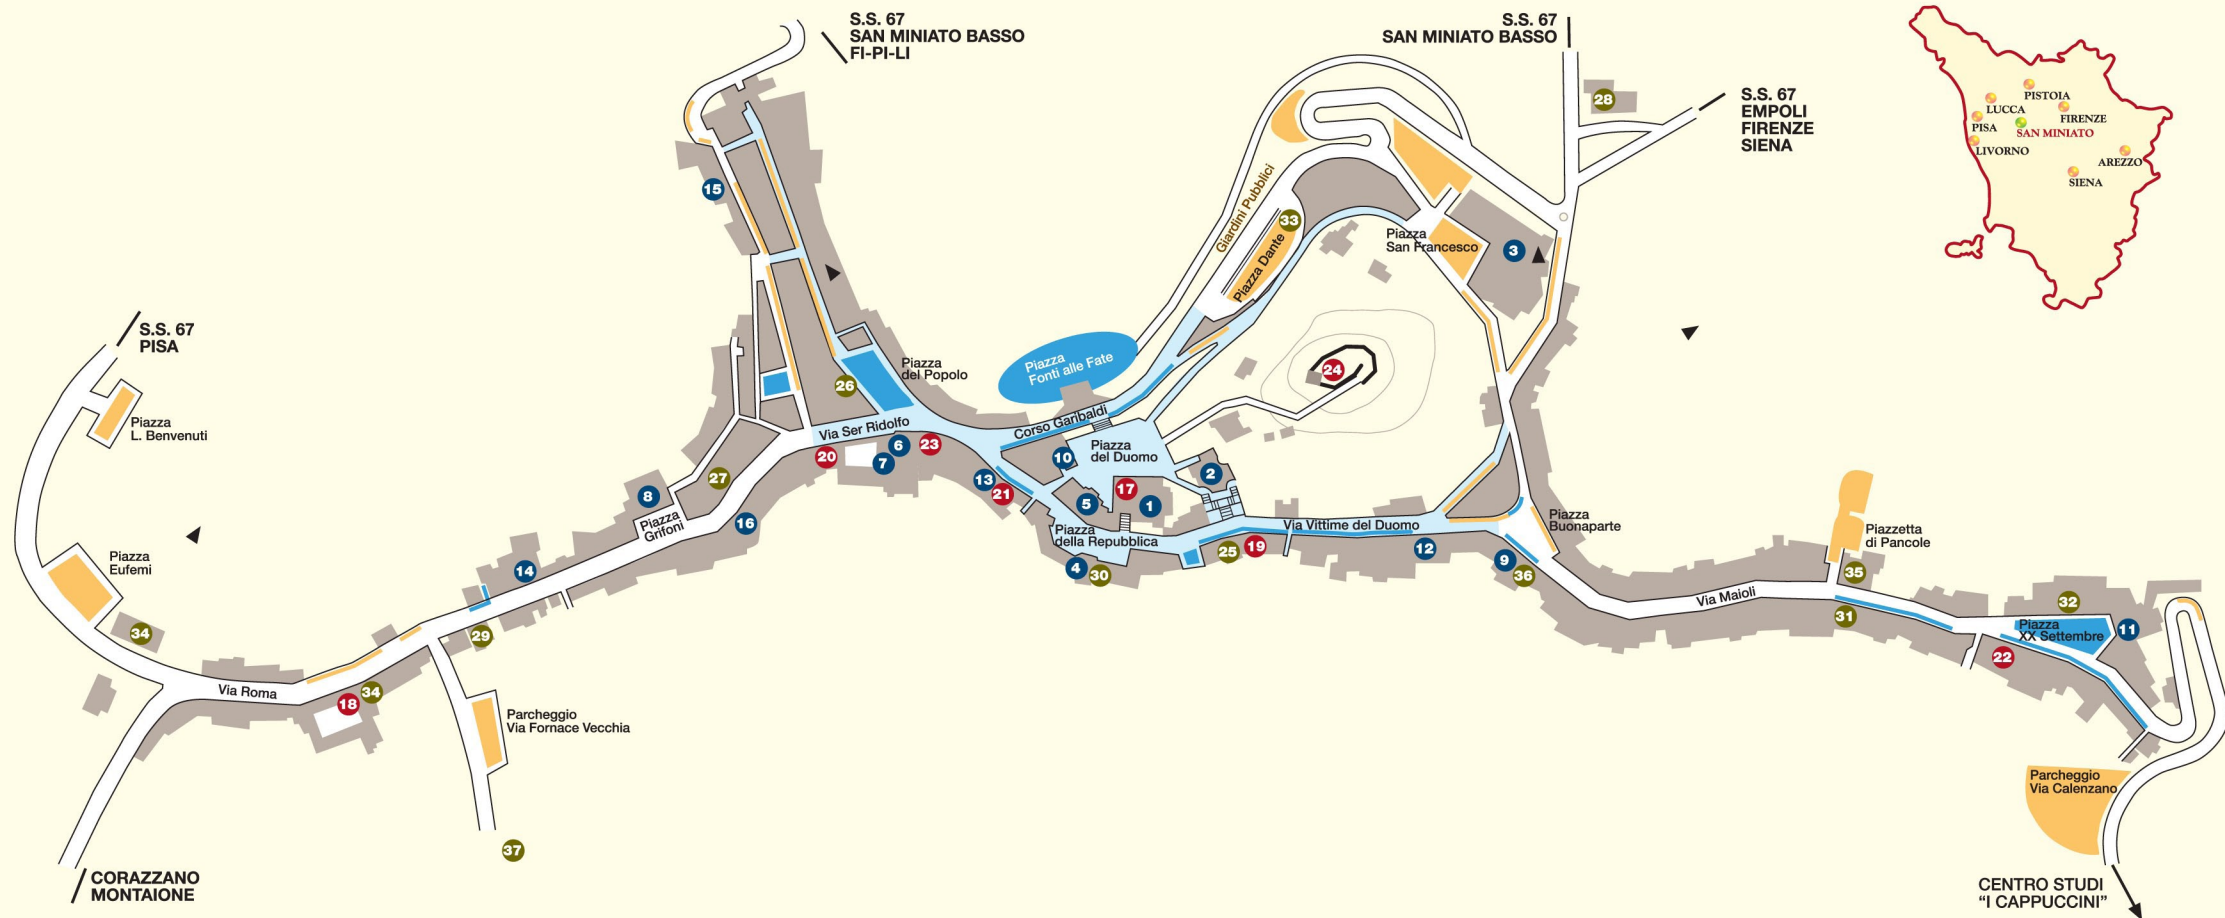 S.S. 67
SAN MINIATO BASSO
FI-PI-LI
S.S. 67
SAN MINIATO BASSO
S.S. 67
EMPOLI
FIRENZE
SIENA
PISTOIA
LUCCA
FIRENZE
PISA
SAN MINIATO
LIVORNO
AREZZO
SIENA
28
15
Giardini Pubblici
33
Piazza Dante
Piazza
San Francesco
3
S.S. 67
PISA
Piazza
L. Benvenuti
Piazza
Eufemi
34
Piazza
del Popolo
26
Piazza
Fonti alle Fate
24
Via Ser Ridolfo
Corso Garibaldi
20
6
7
23
10
Piazza
del Duomo
2
13
21
5
17
1
27
8
Piazza
Grifoni
16
14
29
Piazza
della Repubblica
4
30
25
19
Via Vittime del Duomo
12
9
36
Piazza
Buonaparte
Via Maioli
Piazzetta
di Pancole
35
31
32
Piazza
XX Settembre
11
22
Via Roma
18
34
Parcheggio
Via Fornace Vecchia
37
Parcheggio
Via Calenzano
CORAZZANO
MONTAIONE
CENTRO STUDI
“I CAPPUCCINI”